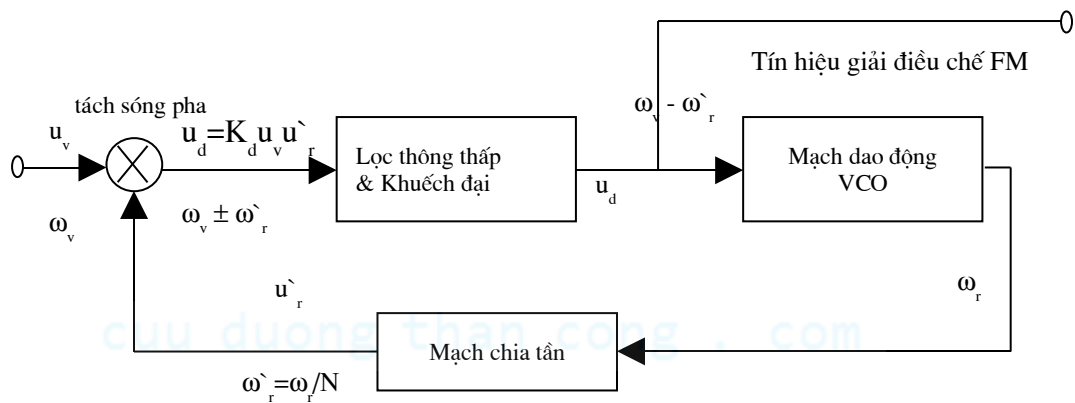 Tín hiệu giải điều chế FM
tách sóng pha
u_v
u_d=K_d u_v u`_r
ω_v - ω`_r
Lọc thông thấp
& Khuếch đại
Mạch dao động
VCO
u_d
ω_v
ω_v ± ω`_r
u`_r
ω_r
cuu duong than cong . com
Mạch chia tần
ω`_r=ω_r/N